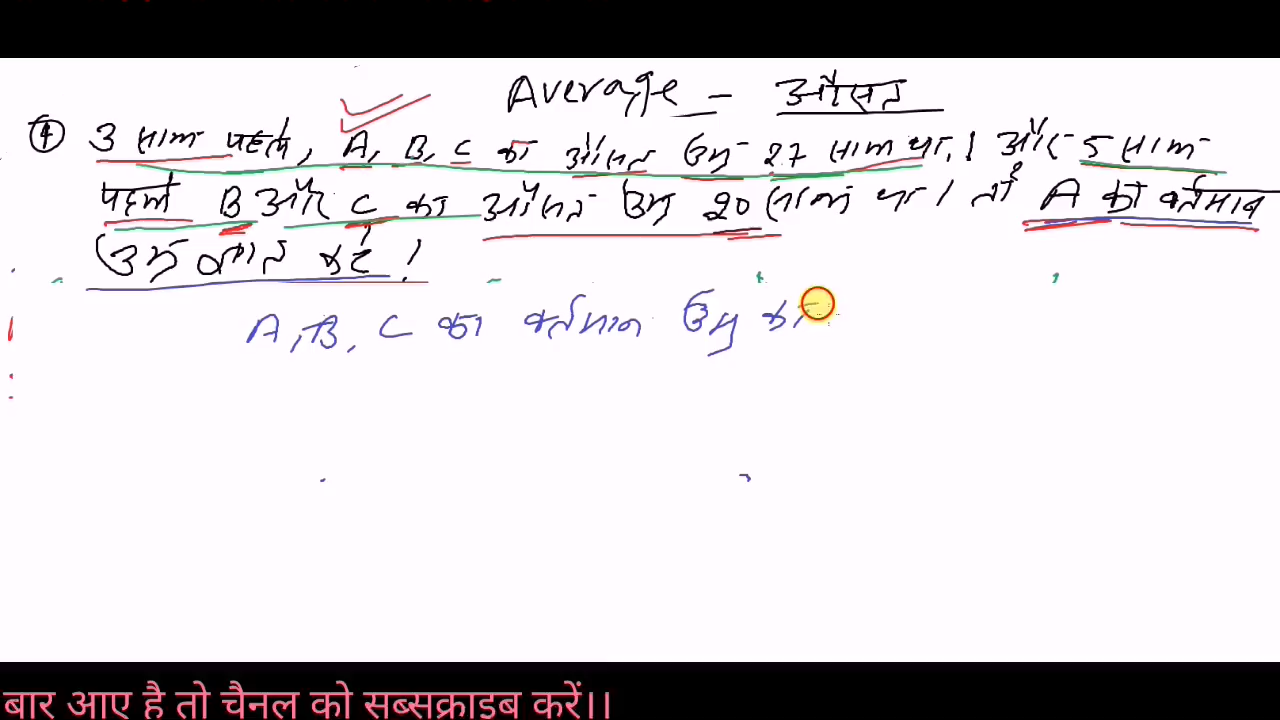 Average - औसत
① 3 साल पहले, A, B, C का औसत उम्र 27 साल था। और 5 साल
पहले B और C का औसत उम्र 20 साल था। तो A का वर्तमान
उम्र ज्ञात करें!
A, B, C का वर्तमान उम्र का
बार आए है तो चैनल को सब्सक्राइब करें।।